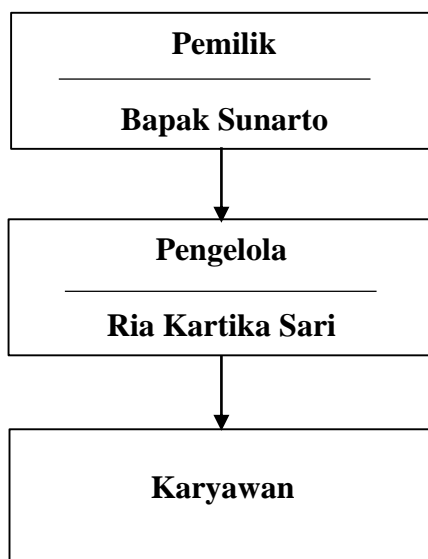 Pemilik
Bapak Sunarto
Pengelola
Ria Kartika Sari
Karyawan